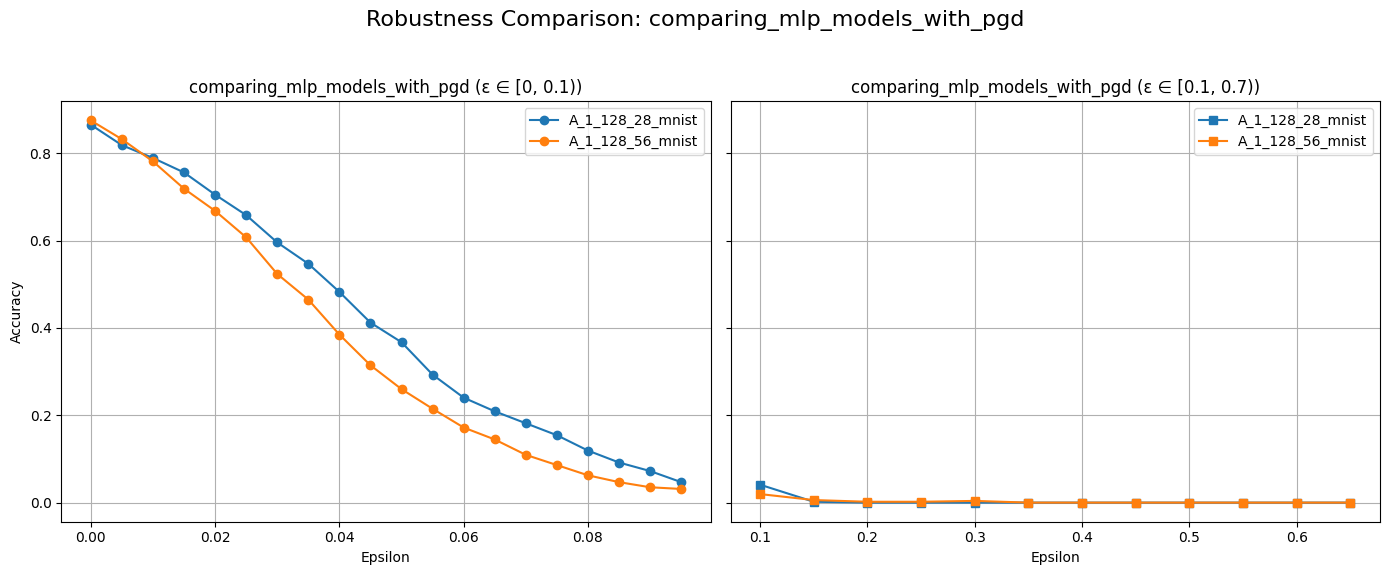 Robustness Comparison: comparing_mlp_models_with_pgd
comparing_mlp_models_with_pgd (ε ∈ [0, 0.1))
A_1_128_28_mnist
A_1_128_56_mnist
0.8
0.6
0.4
0.2
0.0
Accuracy
0.00 0.02 0.04 0.06 0.08
Epsilon
comparing_mlp_models_with_pgd (ε ∈ [0.1, 0.7))
A_1_128_28_mnist
A_1_128_56_mnist
0.1 0.2 0.3 0.4 0.5 0.6
Epsilon